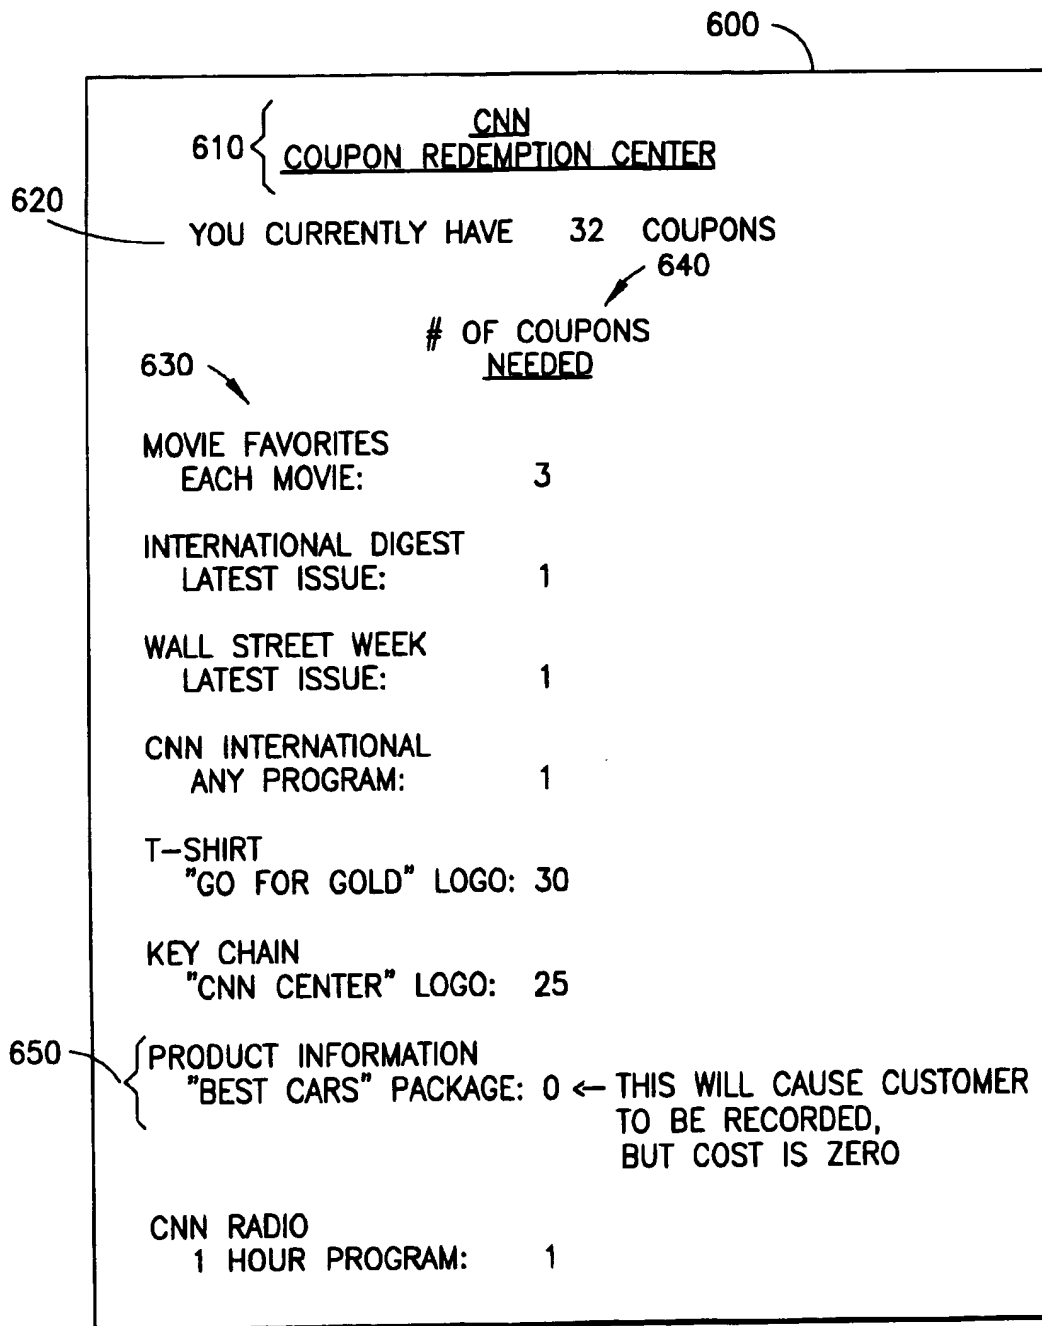 600
610 CNN
COUPON REDEMPTION CENTER
620
YOU CURRENTLY HAVE 32 COUPONS
640
# OF COUPONS
NEEDED
630
MOVIE FAVORITES
EACH MOVIE: 3
INTERNATIONAL DIGEST
LATEST ISSUE: 1
WALL STREET WEEK
LATEST ISSUE: 1
CNN INTERNATIONAL
ANY PROGRAM: 1
T-SHIRT
"GO FOR GOLD" LOGO: 30
KEY CHAIN
"CNN CENTER" LOGO: 25
650 PRODUCT INFORMATION
"BEST CARS" PACKAGE: 0 ← THIS WILL CAUSE CUSTOMER
TO BE RECORDED,
BUT COST IS ZERO
CNN RADIO
1 HOUR PROGRAM: 1